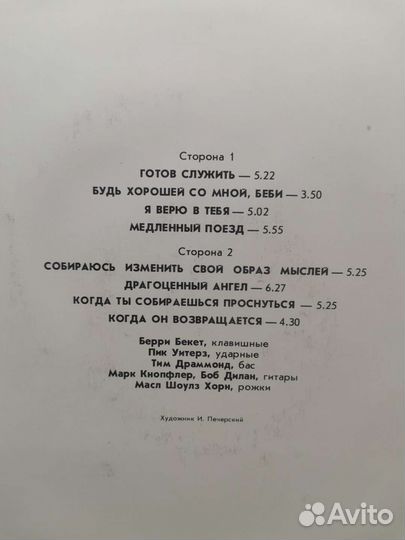 Сторона 1
ГОТОВ СЛУЖИТЬ — 5.22
БУДЬ ХОРОШЕЙ СО МНОЙ, БЕБИ — 3.50
Я ВЕРЮ В ТЕБЯ — 5.02
МЕДЛЕННЫЙ ПОЕЗД — 5.55
Сторона 2
СОБИРАЮСЬ ИЗМЕНИТЬ СВОЙ ОБРАЗ МЫСЛЕЙ — 5.25
ДРАГОЦЕННЫЙ АНГЕЛ — 6.27
КОГДА ТЫ СОБИРАЕШЬСЯ ПРОСНУТЬСЯ — 5.25
КОГДА ОН ВОЗВРАЩАЕТСЯ — 4.30
Берри Бекет, клавишные
Пик Уитерз, ударные
Тим Драммонд, бас
Марк Кнопфлер, Боб Дилан, гитары
Масл Шоулз Хорн, рожки
Художник И. Печерский
Avito